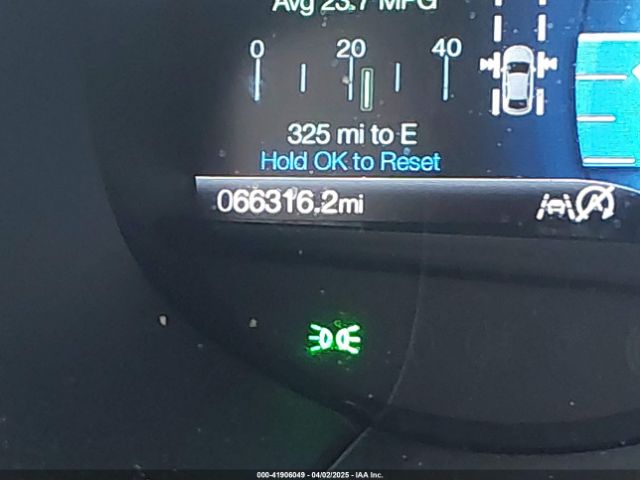 Avg 23.7 MPG
0 20 40
325 mi to E
Hold OK to Reset
066316.2mi
A
000-41906049 - 04/02/2025 - IAA Inc.